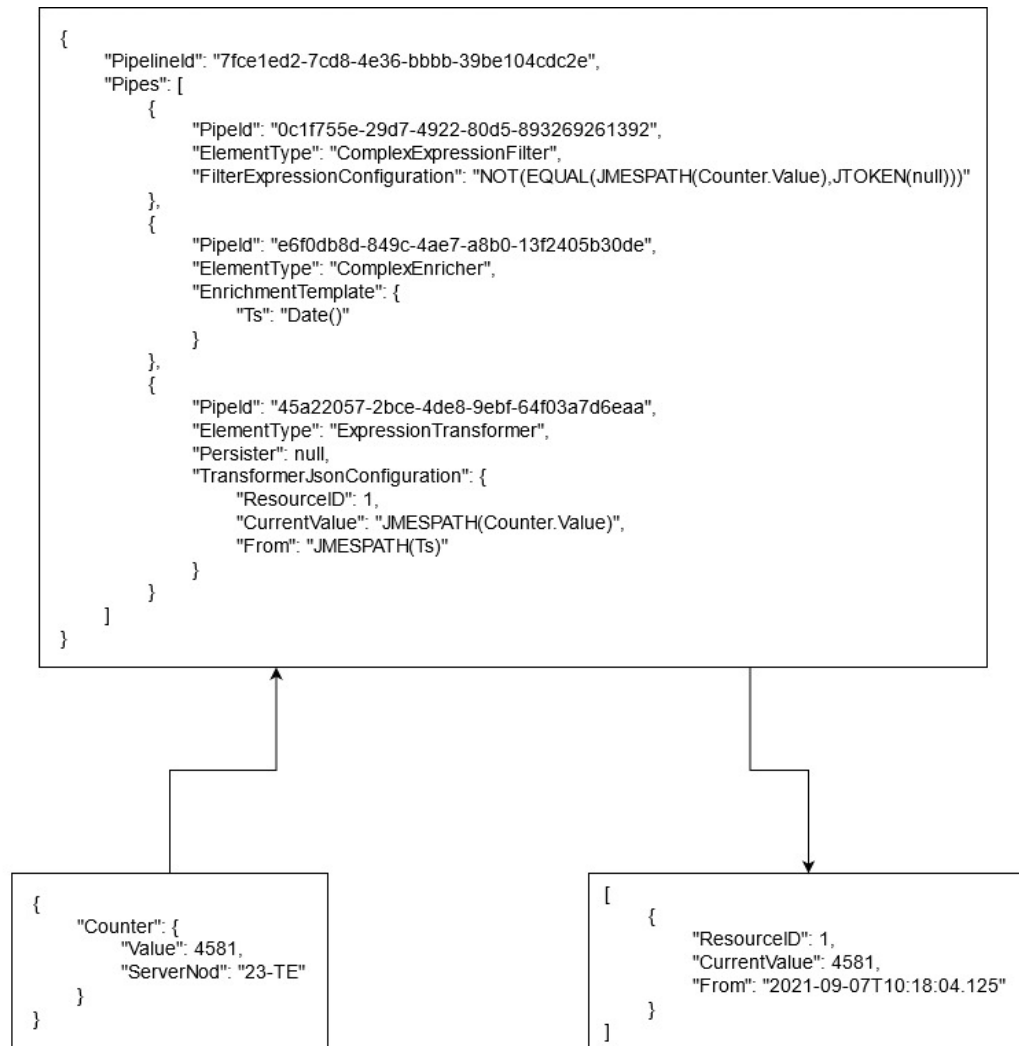 {
"PipelineId": "7fce1ed2-7cd8-4e36-bbbb-39be104cdc2e",
"Pipes": [
{
"PipeId": "0c1f755e-29d7-4922-80d5-893269261392",
"ElementType": "ComplexExpressionFilter",
"FilterExpressionConfiguration": "NOT(EQUAL(JMESPATH(Counter.Value),JTOKEN(null)))"
},
{
"PipeId": "e6f0db8d-849c-4ae7-a8b0-13f2405b30de",
"ElementType": "ComplexEnricher",
"EnrichmentTemplate": {
"Ts": "Date()"
}
},
{
"PipeId": "45a22057-2bce-4de8-9ebf-64f03a7d6eaa",
"ElementType": "ExpressionTransformer",
"Persister": null,
"TransformerJsonConfiguration": {
"ResourceID": 1,
"CurrentValue": "JMESPATH(Counter.Value)",
"From": "JMESPATH(Ts)"
}
}
]
}
{
"Counter": {
"Value": 4581,
"ServerNod": "23-TE"
}
}
[
{
"ResourceID": 1,
"CurrentValue": 4581,
"From": "2021-09-07T10:18:04.125"
}
]